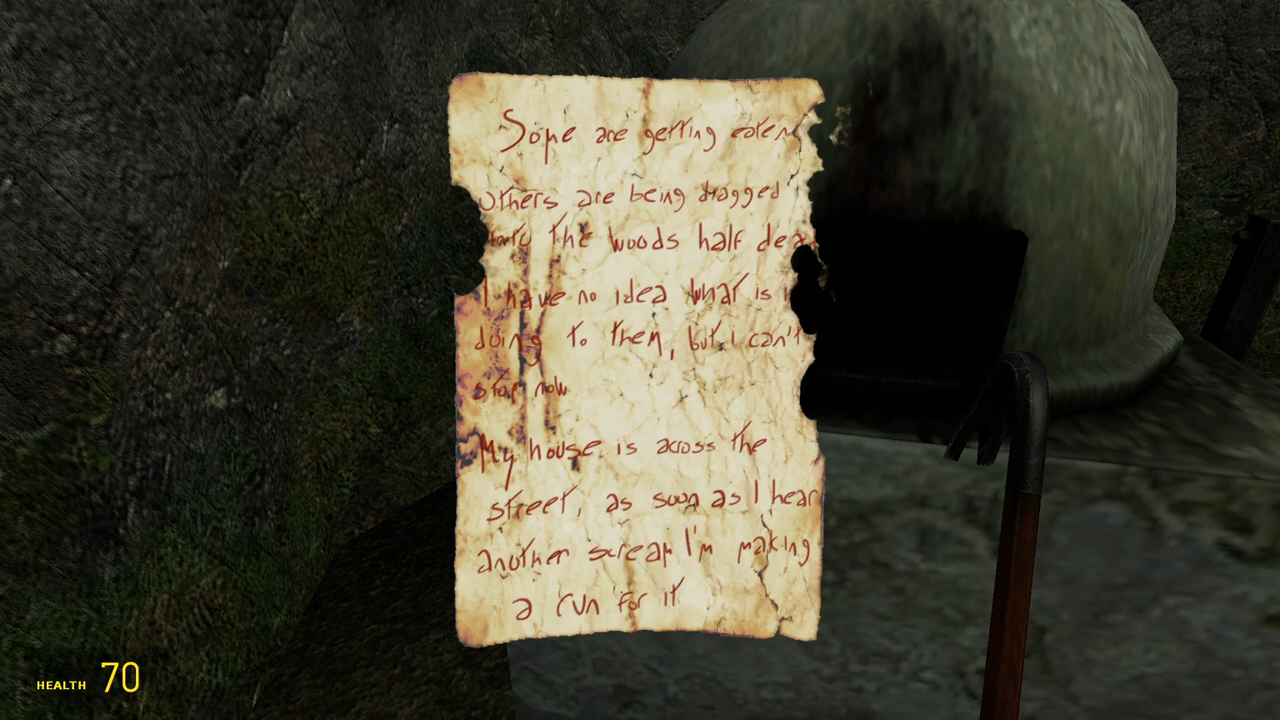 Some are getting eaten
others are being dragged
into the woods half dea
I have no idea what is
doing to them, but i can't
stop now
My house is across the
street, as soon as I hear
another scream I'm making
a run for it
HEALTH 70